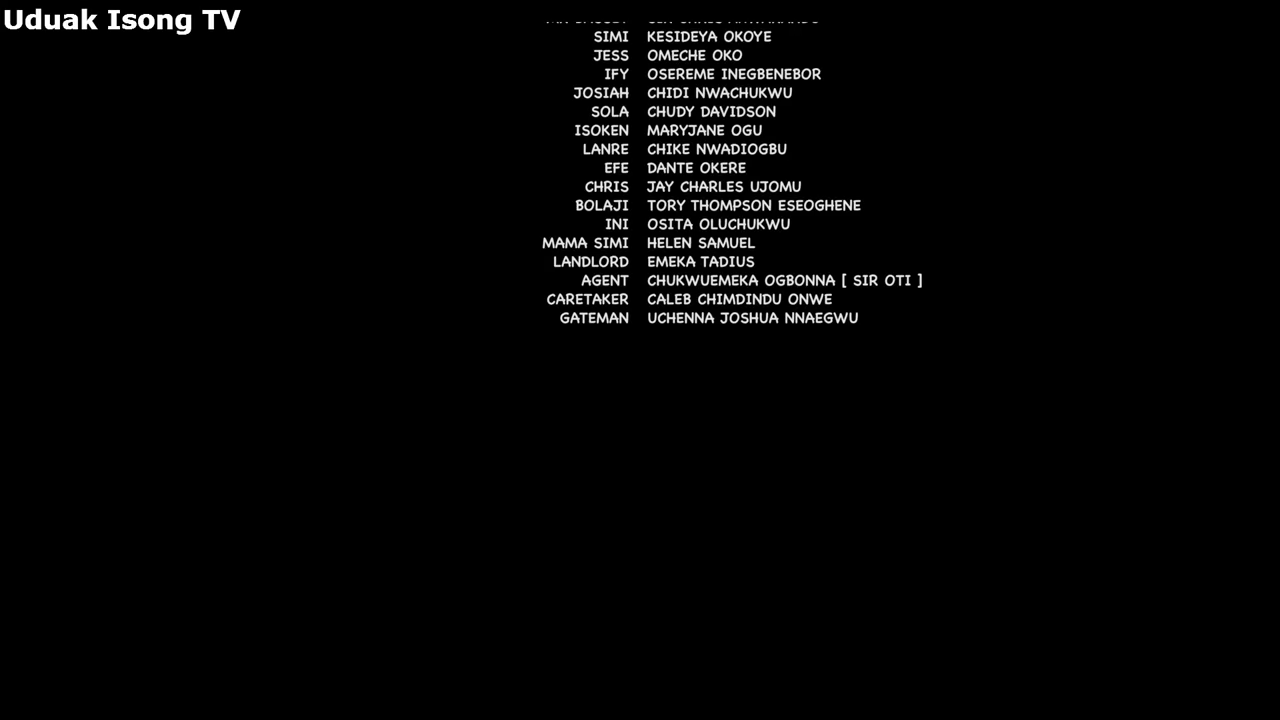 Uduak Isong TV
SIMI KESIDEYA OKOYE
JESS OMECHE OKO
IFY OSEREME INEGBENEBOR
JOSIAH CHIDI NWACHUKWU
SOLA CHUDY DAVIDSON
ISOKEN MARYJANE OGU
LANRE CHIKE NWADIOGBU
EFE DANTE OKERE
CHRIS JAY CHARLES UJOMU
BOLAJI TORY THOMPSON ESEOGHENE
INI OSITA OLUCHUKWU
MAMA SIMI HELEN SAMUEL
LANDLORD EMEKA TADIUS
AGENT CHUKWUEMEKA OGBONNA [ SIR OTI ]
CARETAKER CALEB CHIMDINDU ONWE
GATEMAN UCHENNA JOSHUA NNAEGWU